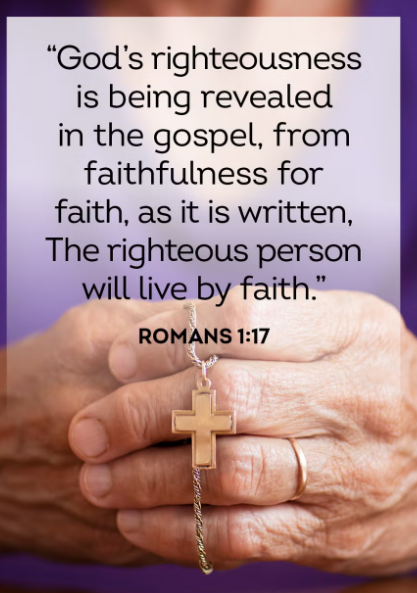 “God’s righteousness
is being revealed
in the gospel, from
faithfulness for
faith, as it is written,
The righteous person
will live by faith.”
ROMANS 1:17